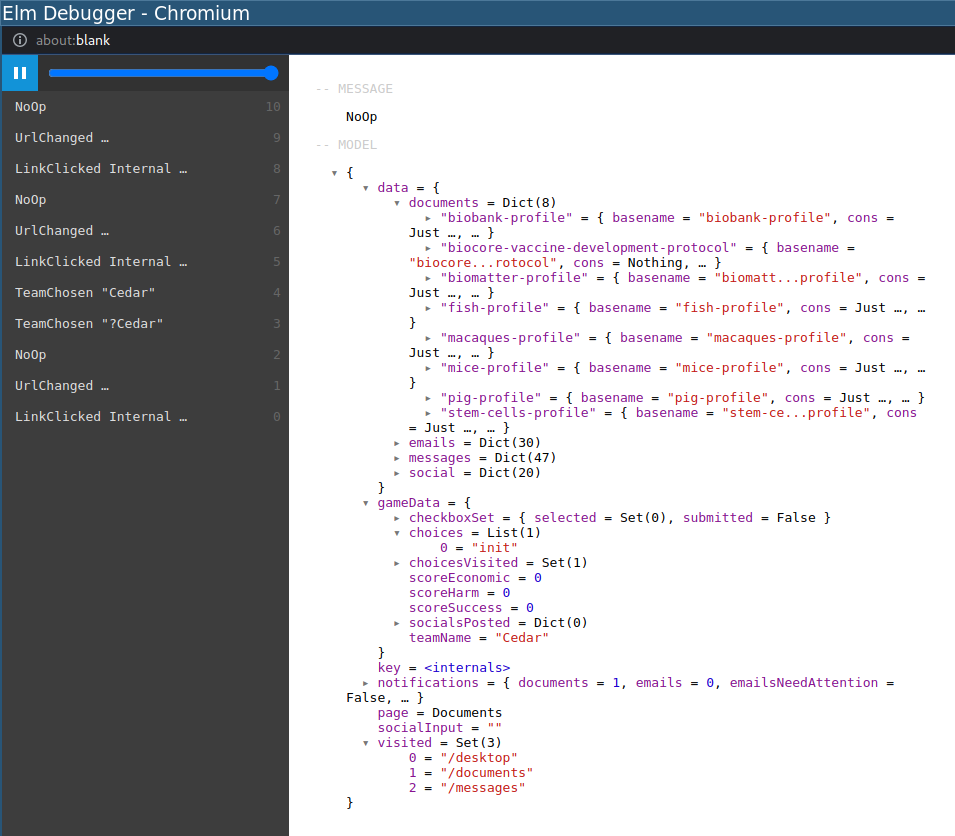 Elm Debugger - Chromium
about:blank
NoOp 10
UrlChanged … 9
LinkClicked Internal … 8
NoOp 7
UrlChanged … 6
LinkClicked Internal … 5
TeamChosen "Cedar" 4
TeamChosen "?Cedar" 3
NoOp 2
UrlChanged … 1
LinkClicked Internal … 0
-- MESSAGE
NoOp
-- MODEL
▾ {
▾ data = {
▾ documents = Dict(8)
▸ "biobank-profile" = { basename = "biobank-profile", cons =
Just …, … }
▸ "biocore-vaccine-development-protocol" = { basename =
"biocore...rotocol", cons = Nothing, … }
▸ "biomatter-profile" = { basename = "biomatt...profile", cons =
Just …, … }
▸ "fish-profile" = { basename = "fish-profile", cons = Just …, …
}
▸ "macaques-profile" = { basename = "macaques-profile", cons =
Just …, … }
▸ "mice-profile" = { basename = "mice-profile", cons = Just …, …
}
▸ "pig-profile" = { basename = "pig-profile", cons = Just …, … }
▸ "stem-cells-profile" = { basename = "stem-ce...profile", cons
= Just …, … }
▸ emails = Dict(30)
▸ messages = Dict(47)
▸ social = Dict(20)
}
▾ gameData = {
▸ checkboxSet = { selected = Set(0), submitted = False }
▾ choices = List(1)
0 = "init"
▸ choicesVisited = Set(1)
scoreEconomic = 0
scoreHarm = 0
scoreSuccess = 0
▸ socialsPosted = Dict(0)
teamName = "Cedar"
}
key = <internals>
▸ notifications = { documents = 1, emails = 0, emailsNeedAttention =
False, … }
page = Documents
socialInput = ""
▾ visited = Set(3)
0 = "/desktop"
1 = "/documents"
2 = "/messages"
}